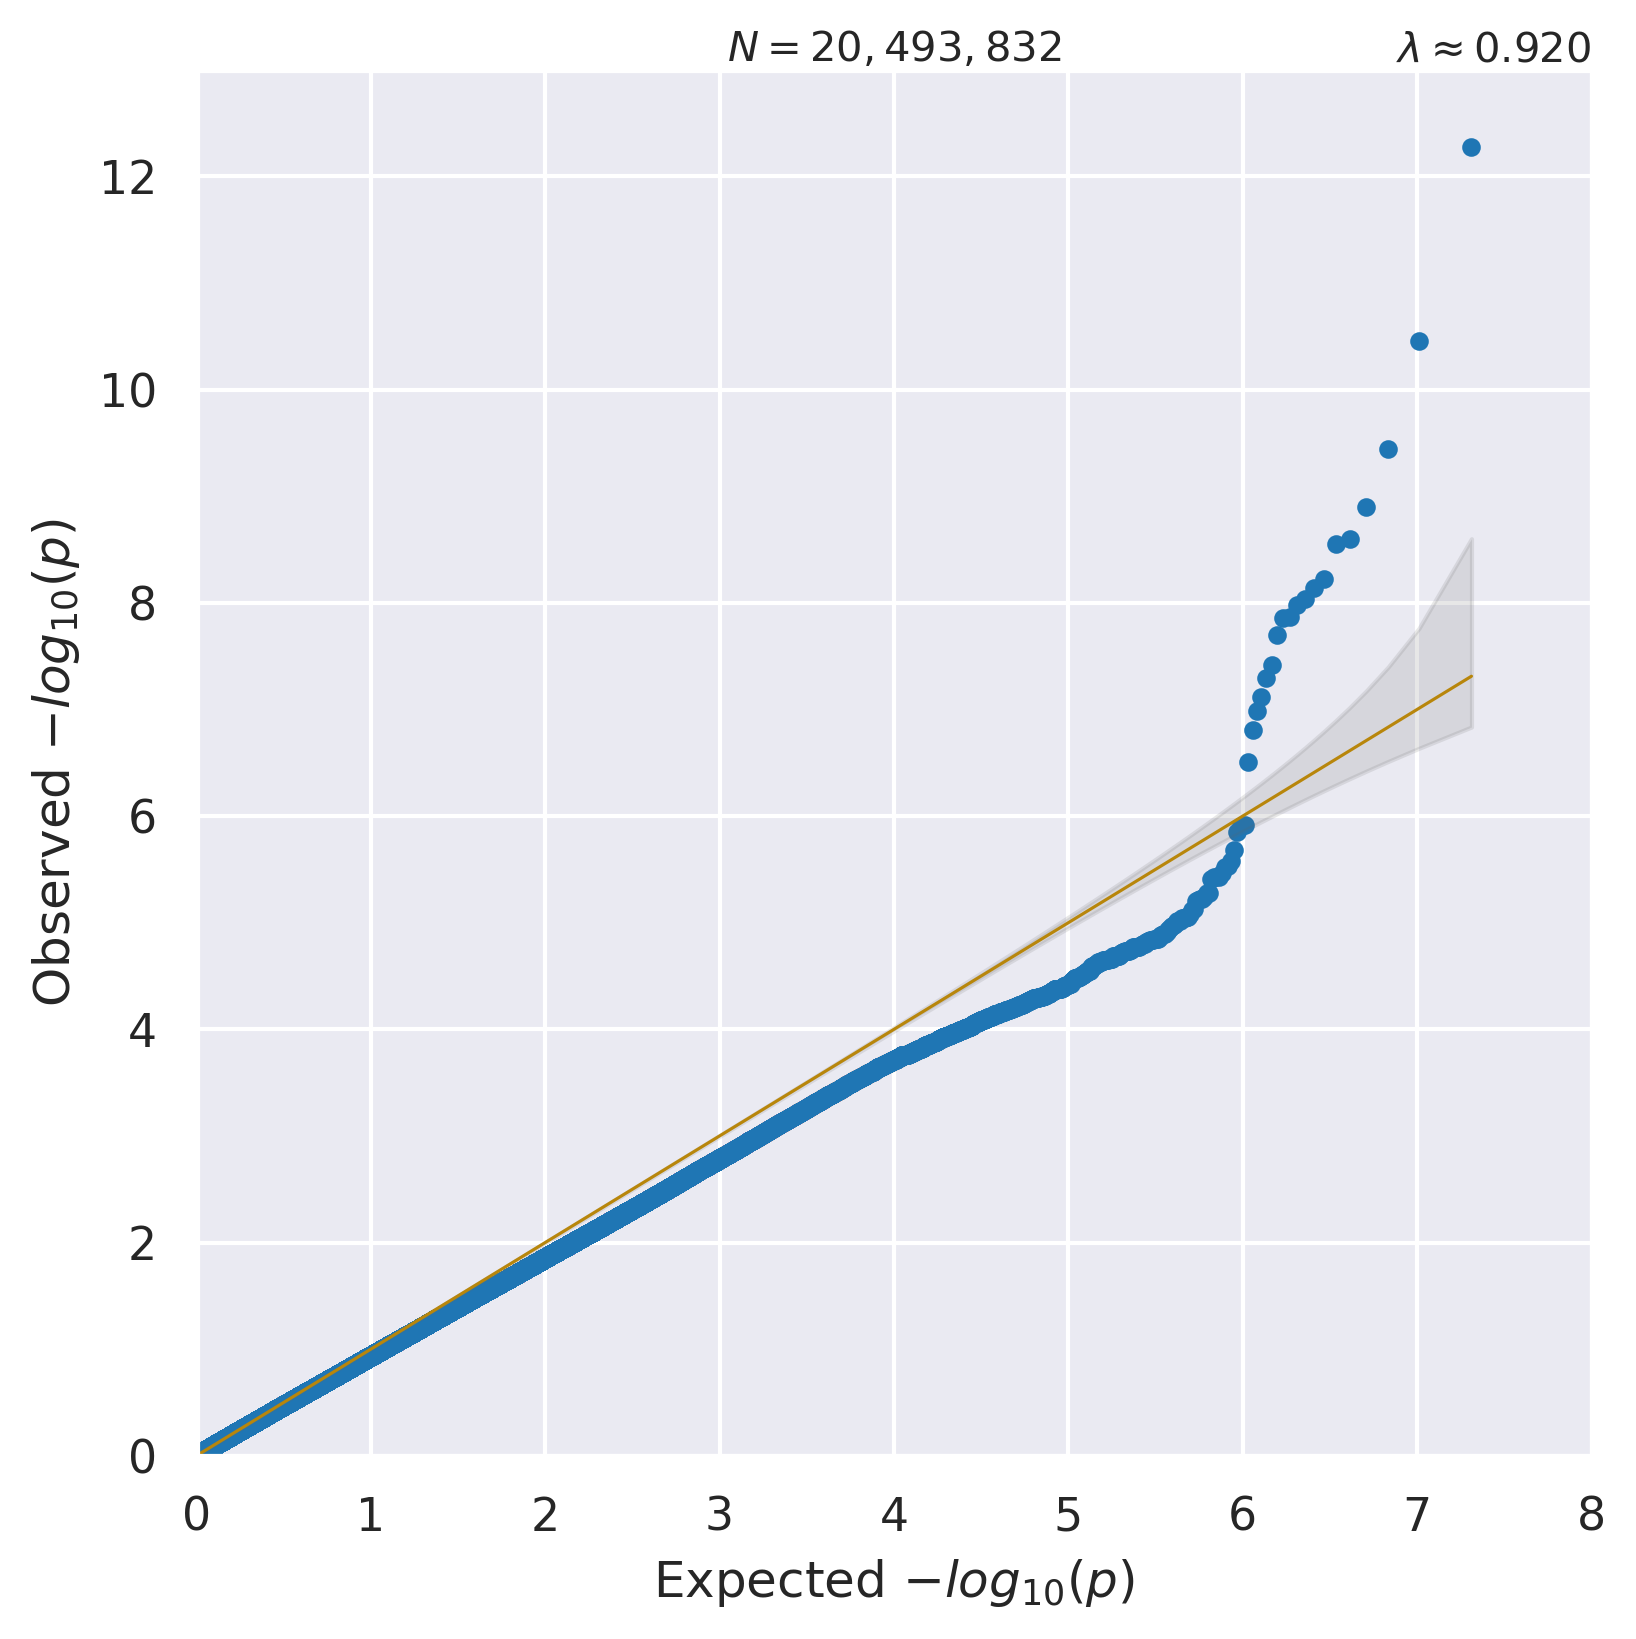 N = 20, 493, 832
λ ≈ 0.920
Observed −log₁₀(p)
12
10
8
6
4
2
0
0 1 2 3 4 5 6 7 8
Expected −log₁₀(p)